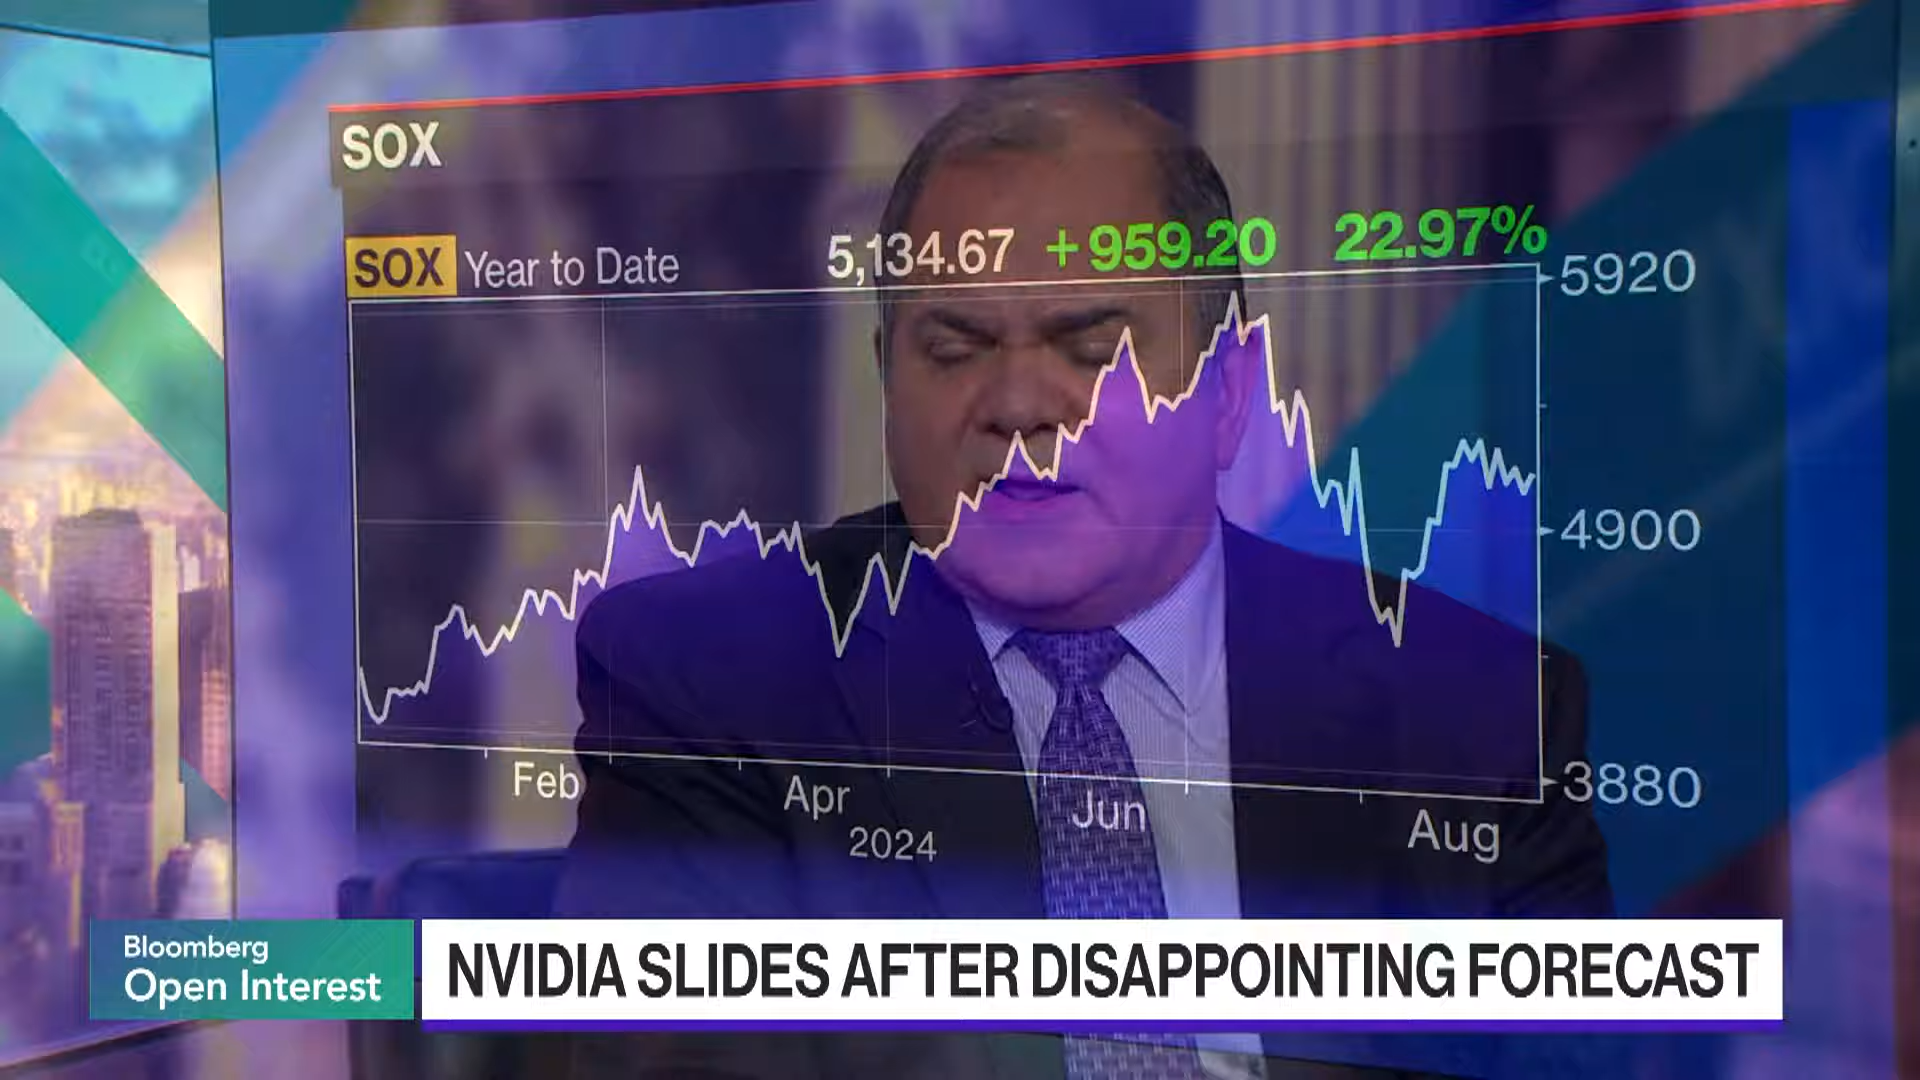 SOX
SOX Year to Date 5,134.67 +959.20 22.97%
5920
4900
3880
Feb Apr Jun Aug
2024
Bloomberg
Open Interest
NVIDIA SLIDES AFTER DISAPPOINTING FORECAST